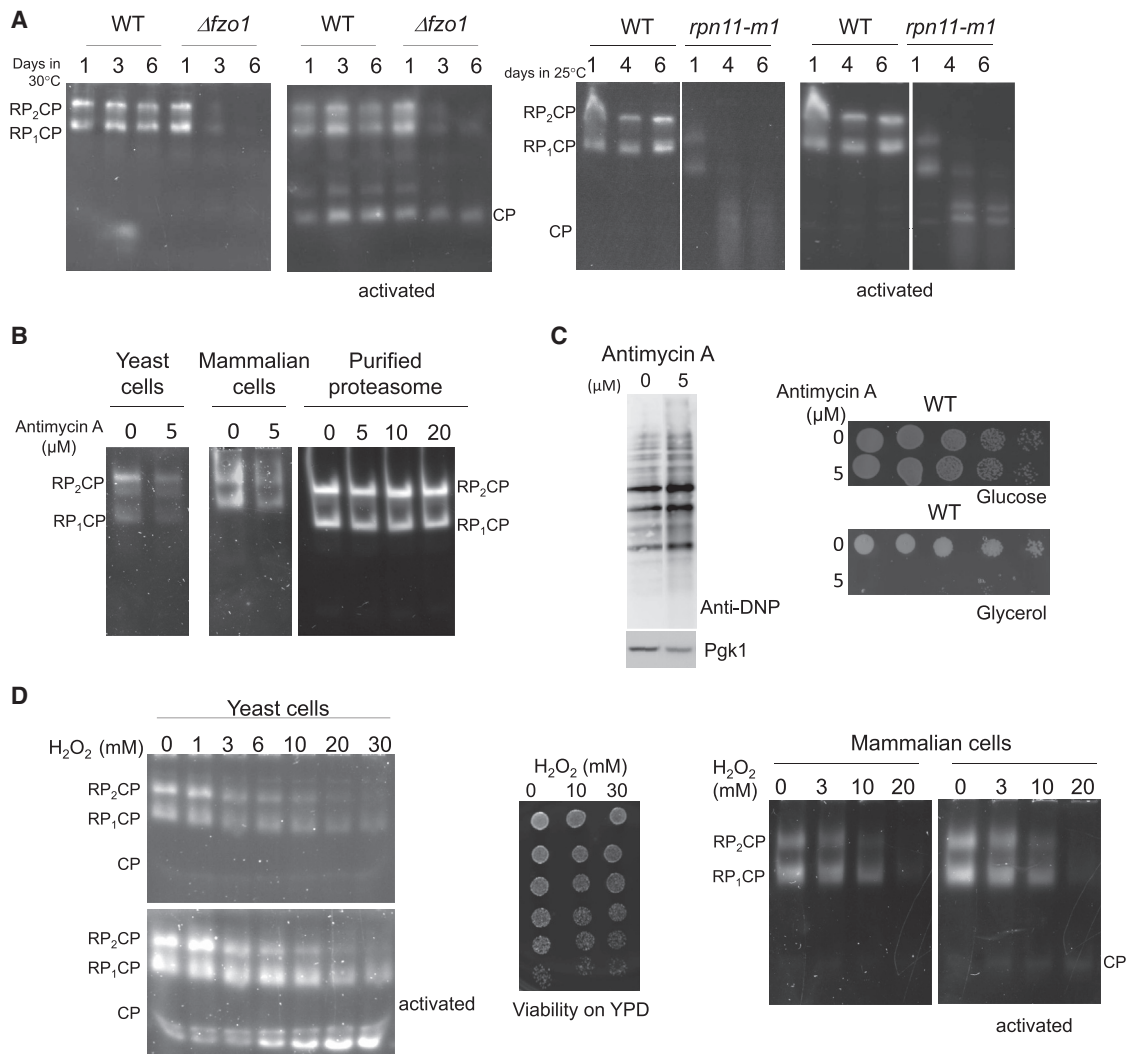 A
WT Δfzo1 WT Δfzo1 WT rpn11-m1 WT rpn11-m1
Days in 30°C 1 3 6 1 3 6 1 3 6 1 3 6
days in 25°C 1 4 6 1 4 6 1 4 6 1 4 6
RP₂CP
RP₁CP
CP
RP₂CP
RP₁CP
CP
activated
activated
B
Yeast cells
Mammalian cells
Purified proteasome
Antimycin A (μM) 0 5 0 5 0 5 10 20
RP₂CP
RP₁CP
RP₂CP
RP₁CP
C
Antimycin A
(μM) 0 5
Anti-DNP
Pgk1
Antimycin A (μM)
WT
0
5
Glucose
WT
0
5
Glycerol
D
Yeast cells
H₂O₂ (mM) 0 1 3 6 10 20 30
RP₂CP
RP₁CP
CP
RP₂CP
RP₁CP
CP
activated
H₂O₂ (mM)
0 10 30
Viability on YPD
Mammalian cells
H₂O₂ (mM) 0 3 10 20 0 3 10 20
RP₂CP
RP₁CP
CP
activated